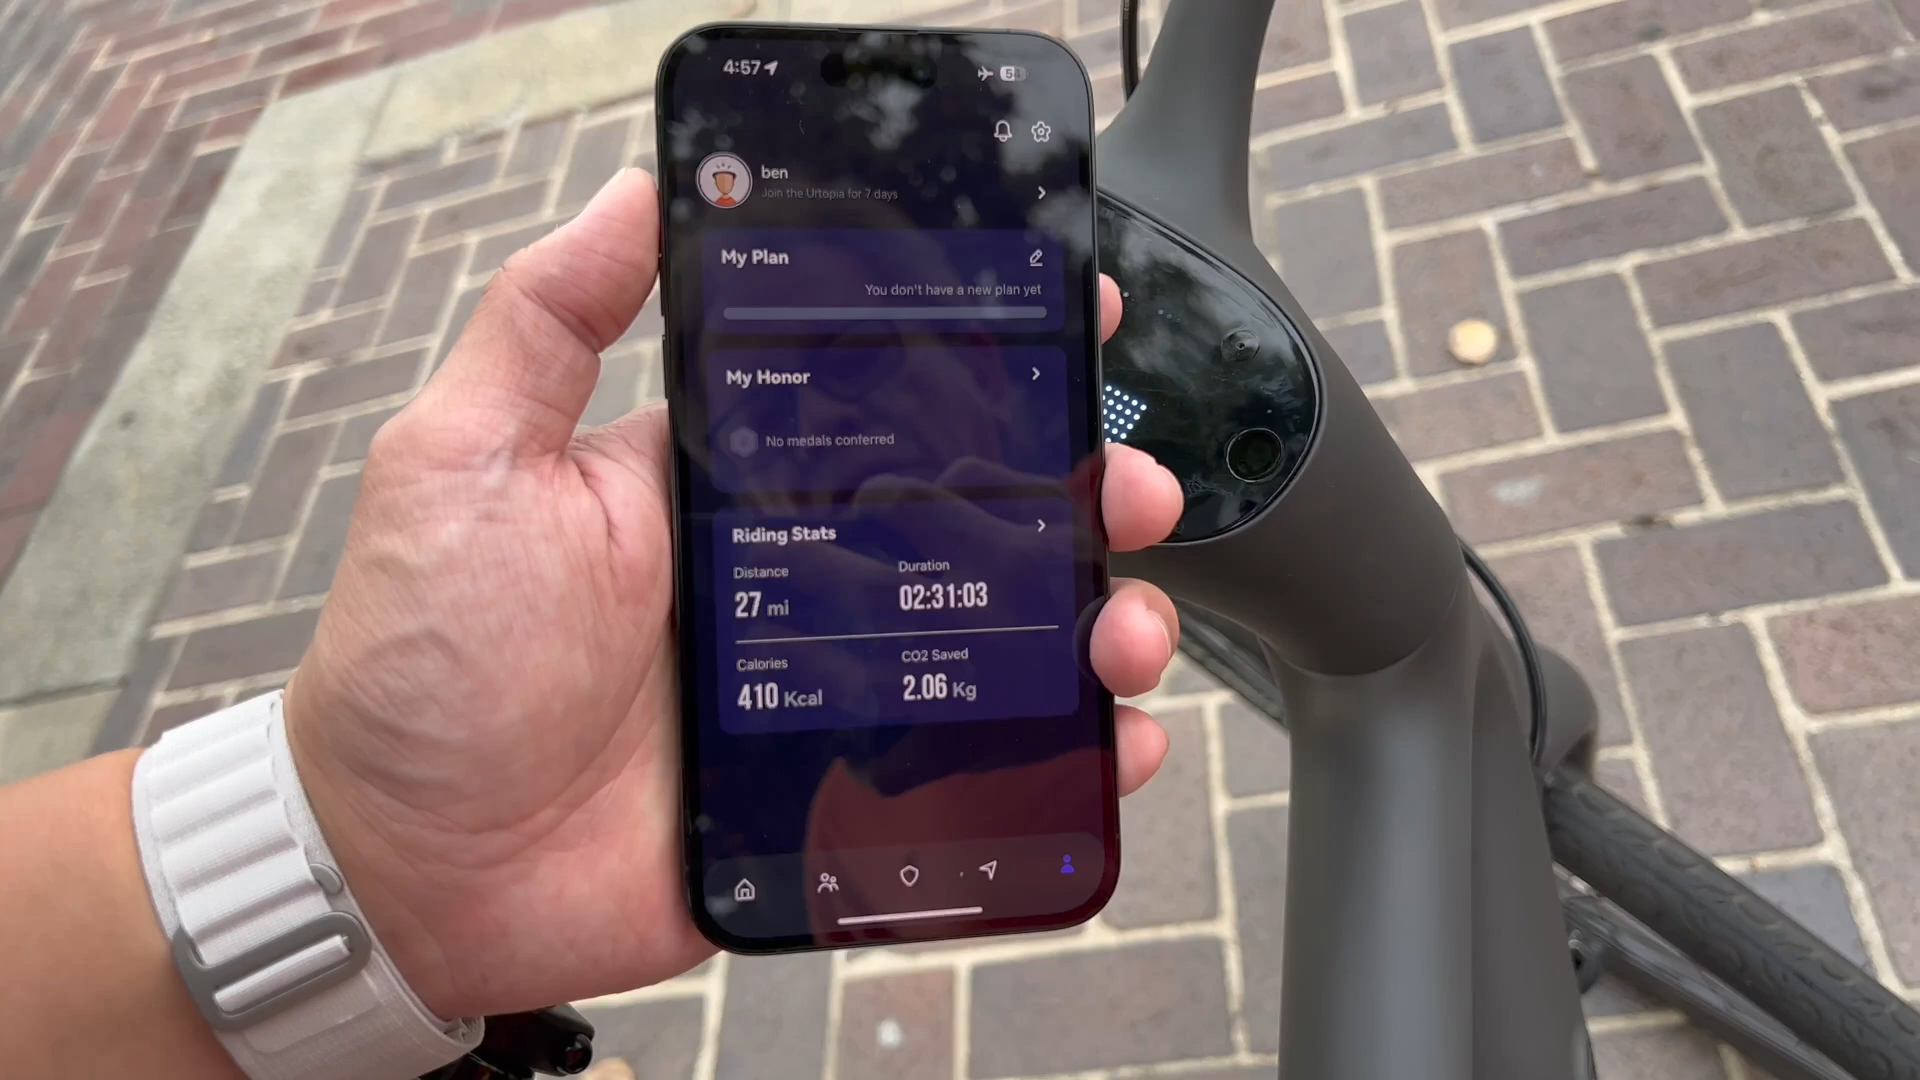 4:57
54
ben
Join the Urtopia for 7 days
My Plan
You don't have a new plan yet
My Honor
No medals conferred
Riding Stats
Distance
Duration
27 mi
02:31:03
Calories
CO2 Saved
410 Kcal
2.06 Kg